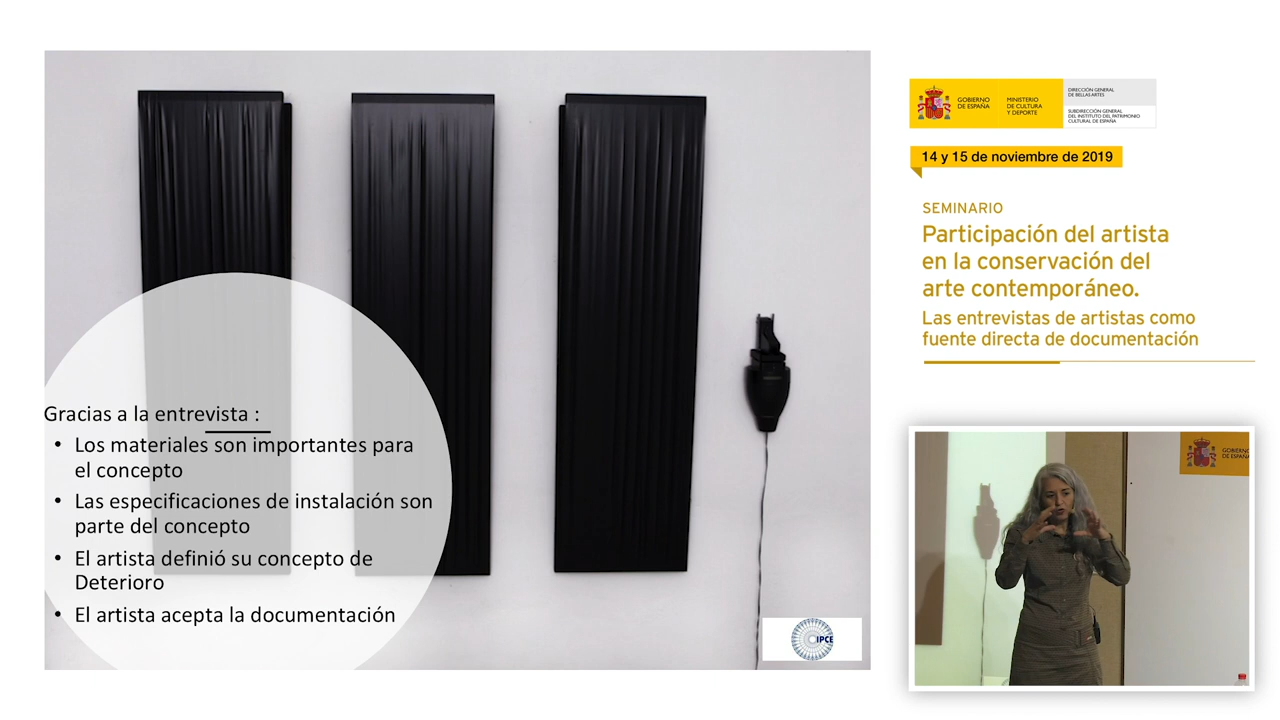 Gracias a la entrevista :
• Los materiales son importantes para
el concepto
• Las especificaciones de instalación son
parte del concepto
• El artista definió su concepto de
Deterioro
• El artista acepta la documentación
IPCE
GOBIERNO
DE ESPAÑA
MINISTERIO
DE CULTURA
Y DEPORTE
DIRECCIÓN GENERAL
DE BELLAS ARTES
SUBDIRECCIÓN GENERAL
DEL INSTITUTO DEL PATRIMONIO
CULTURAL DE ESPAÑA
14 y 15 de noviembre de 2019
SEMINARIO
Participación del artista
en la conservación del
arte contemporáneo.
Las entrevistas de artistas como
fuente directa de documentación